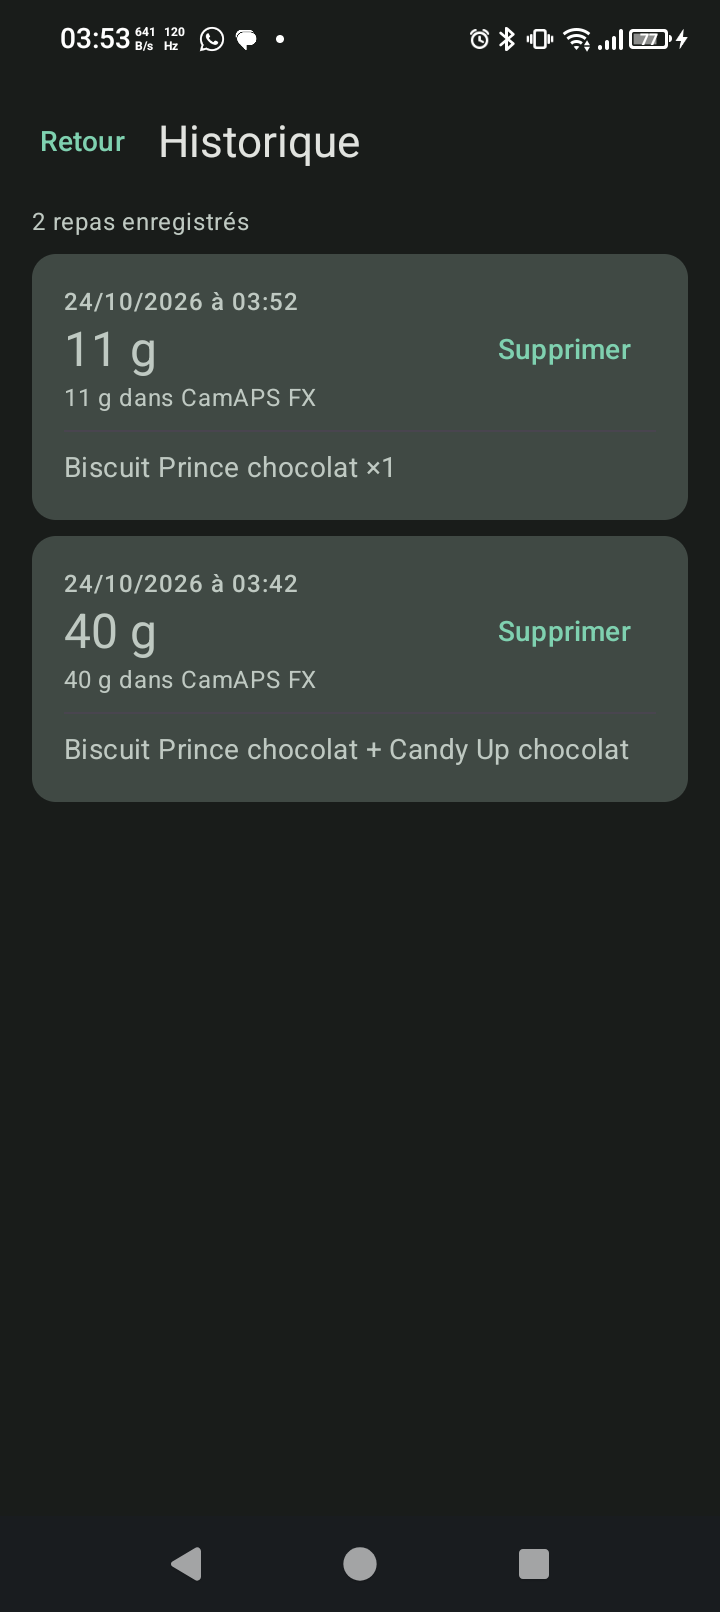 03:53 641 B/s 120 Hz 77
Retour Historique
2 repas enregistrés
24/10/2026 à 03:52
11 g
Supprimer
11 g dans CamAPS FX
Biscuit Prince chocolat ×1
24/10/2026 à 03:42
40 g
Supprimer
40 g dans CamAPS FX
Biscuit Prince chocolat + Candy Up chocolat